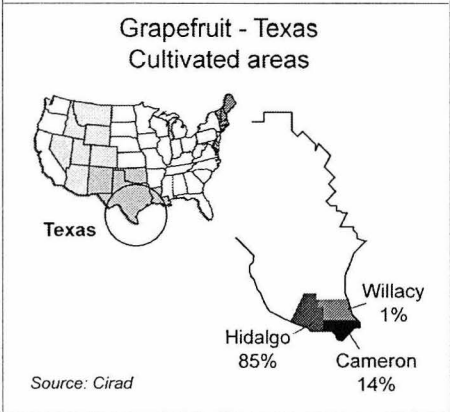 Grapefruit - Texas
Cultivated areas
Texas
Willacy
1%
Hidalgo
85%
Cameron
14%
Source: Cirad